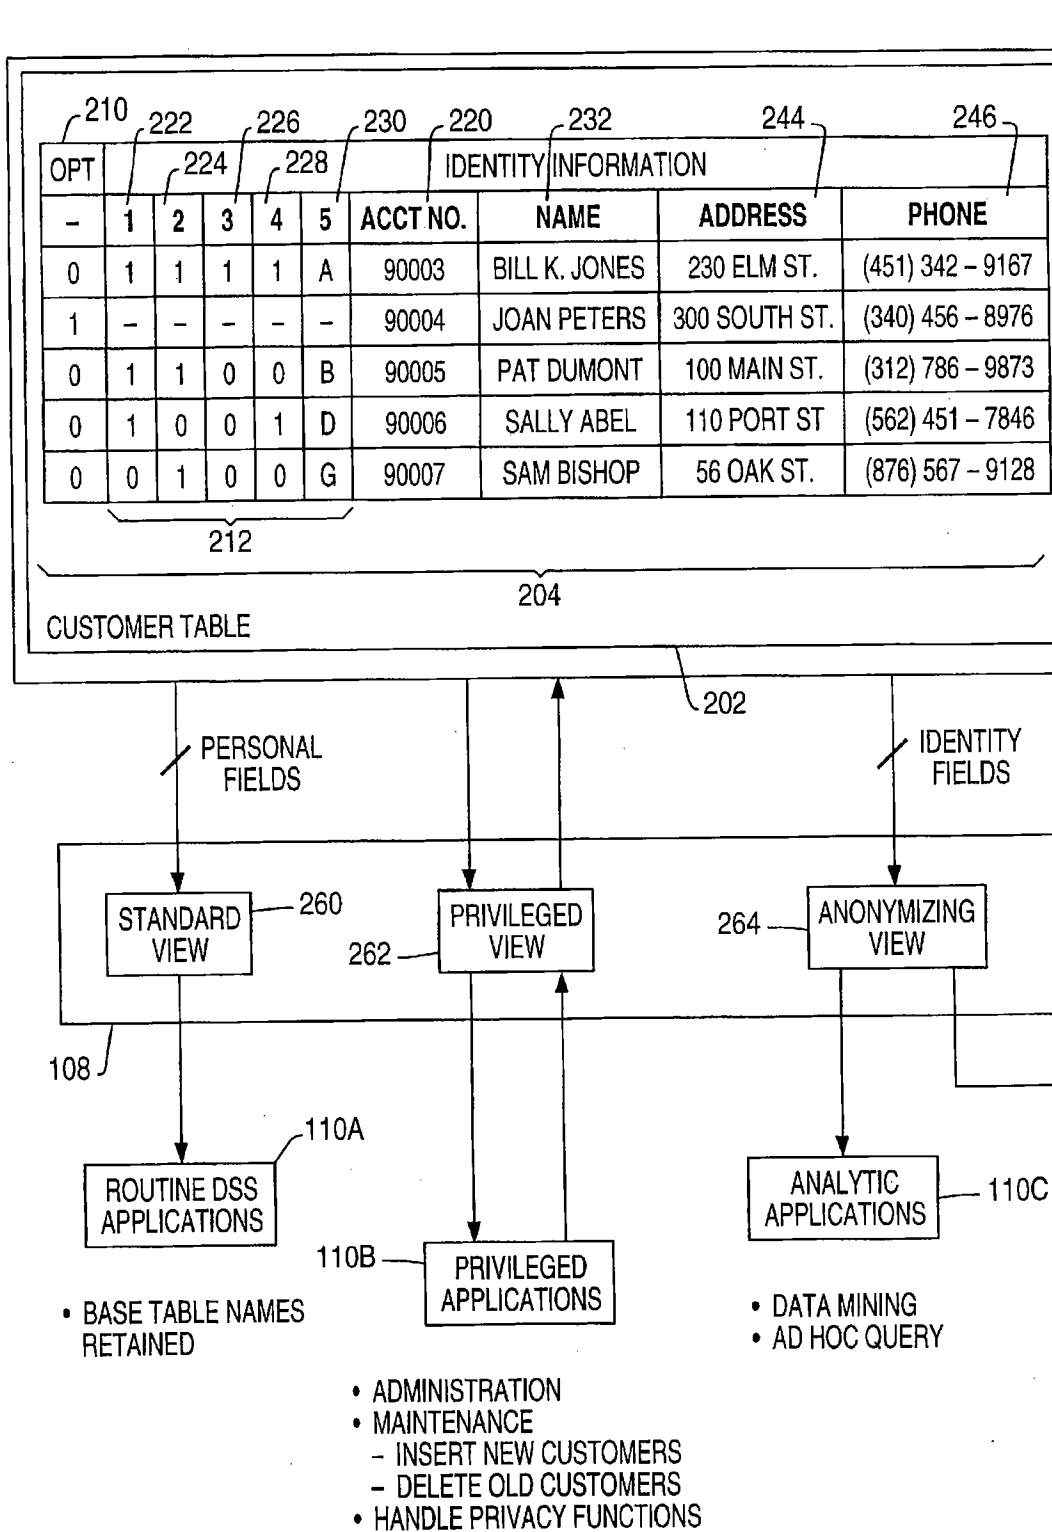 210 222 226 230 220 232 244 246
OPT 224 228 IDENTITY INFORMATION
– 1 2 3 4 5 ACCT NO. NAME ADDRESS PHONE
0 1 1 1 1 A 90003 BILL K. JONES 230 ELM ST. (451) 342 – 9167
1 – – – – – 90004 JOAN PETERS 300 SOUTH ST. (340) 456 – 8976
0 1 1 0 0 B 90005 PAT DUMONT 100 MAIN ST. (312) 786 – 9873
0 1 0 0 1 D 90006 SALLY ABEL 110 PORT ST (562) 451 – 7846
0 0 1 0 0 G 90007 SAM BISHOP 56 OAK ST. (876) 567 – 9128
212
204
CUSTOMER TABLE
202
PERSONAL
FIELDS
IDENTITY
FIELDS
STANDARD
VIEW
260
PRIVILEGED
VIEW
262
ANONYMIZING
VIEW
264
108
110A
ROUTINE DSS
APPLICATIONS
• BASE TABLE NAMES
RETAINED
110B
PRIVILEGED
APPLICATIONS
• ADMINISTRATION
• MAINTENANCE
– INSERT NEW CUSTOMERS
– DELETE OLD CUSTOMERS
• HANDLE PRIVACY FUNCTIONS
ANALYTIC
APPLICATIONS
110C
• DATA MINING
• AD HOC QUERY